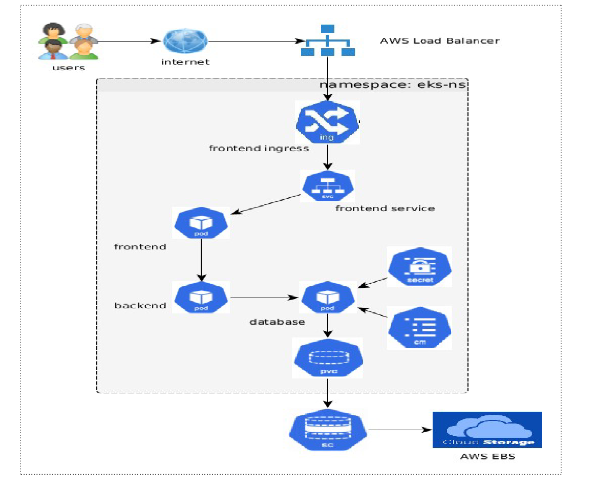 users
internet
AWS Load Balancer
namespace: eks-ns
ing
frontend ingress
svc
frontend service
pod
frontend
secret
pod
backend
pod
database
cm
pvc
sc
Cloud Storage
AWS EBS